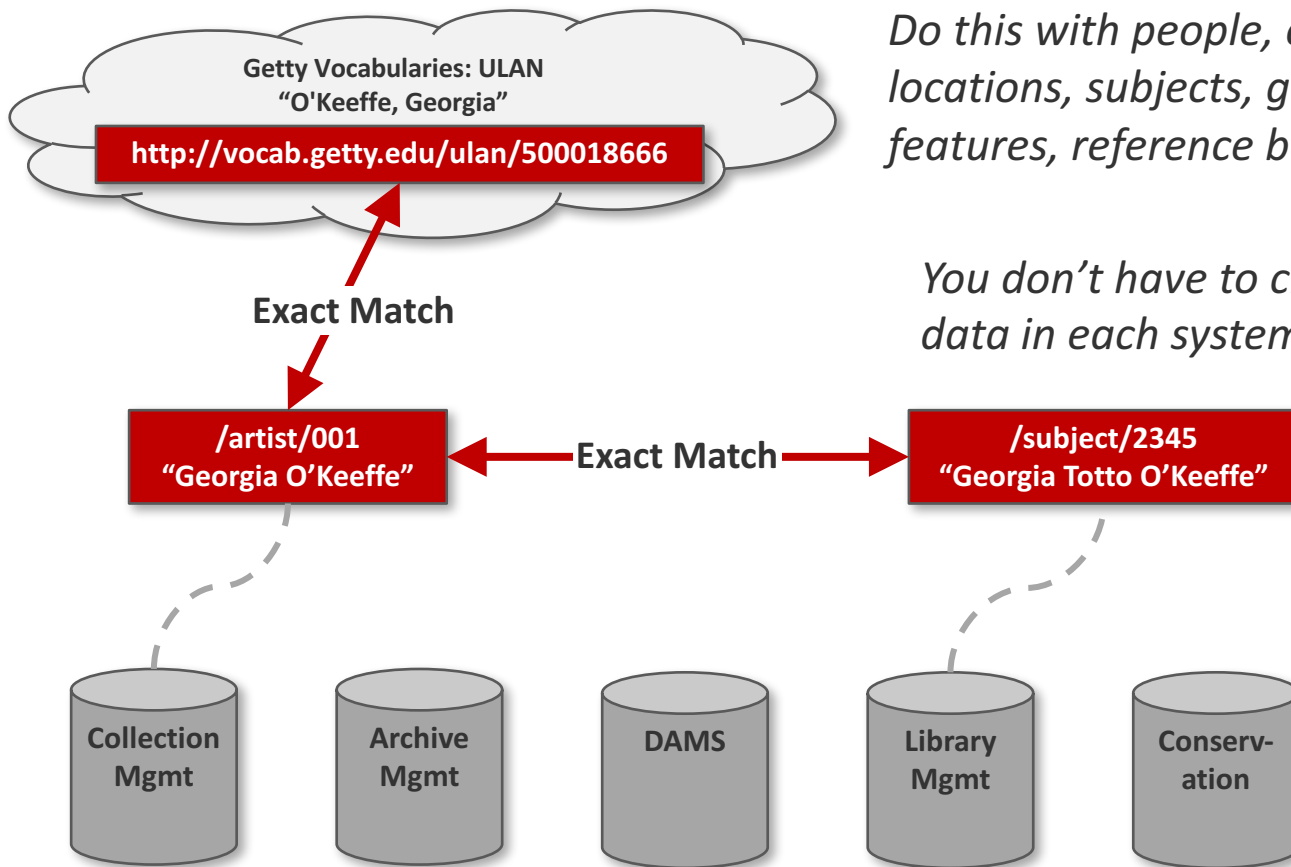 Getty Vocabularies: ULAN
“O'Keeffe, Georgia”
http://vocab.getty.edu/ulan/500018666
Do this with people,
locations, subjects, g
features, reference b
You don’t have to c
data in each system
Exact Match
/artist/001
“Georgia O’Keeffe”
Exact Match
/subject/2345
“Georgia Totto O’Keeffe”
Collection
Mgmt
Archive
Mgmt
DAMS
Library
Mgmt
Conserv-
ation